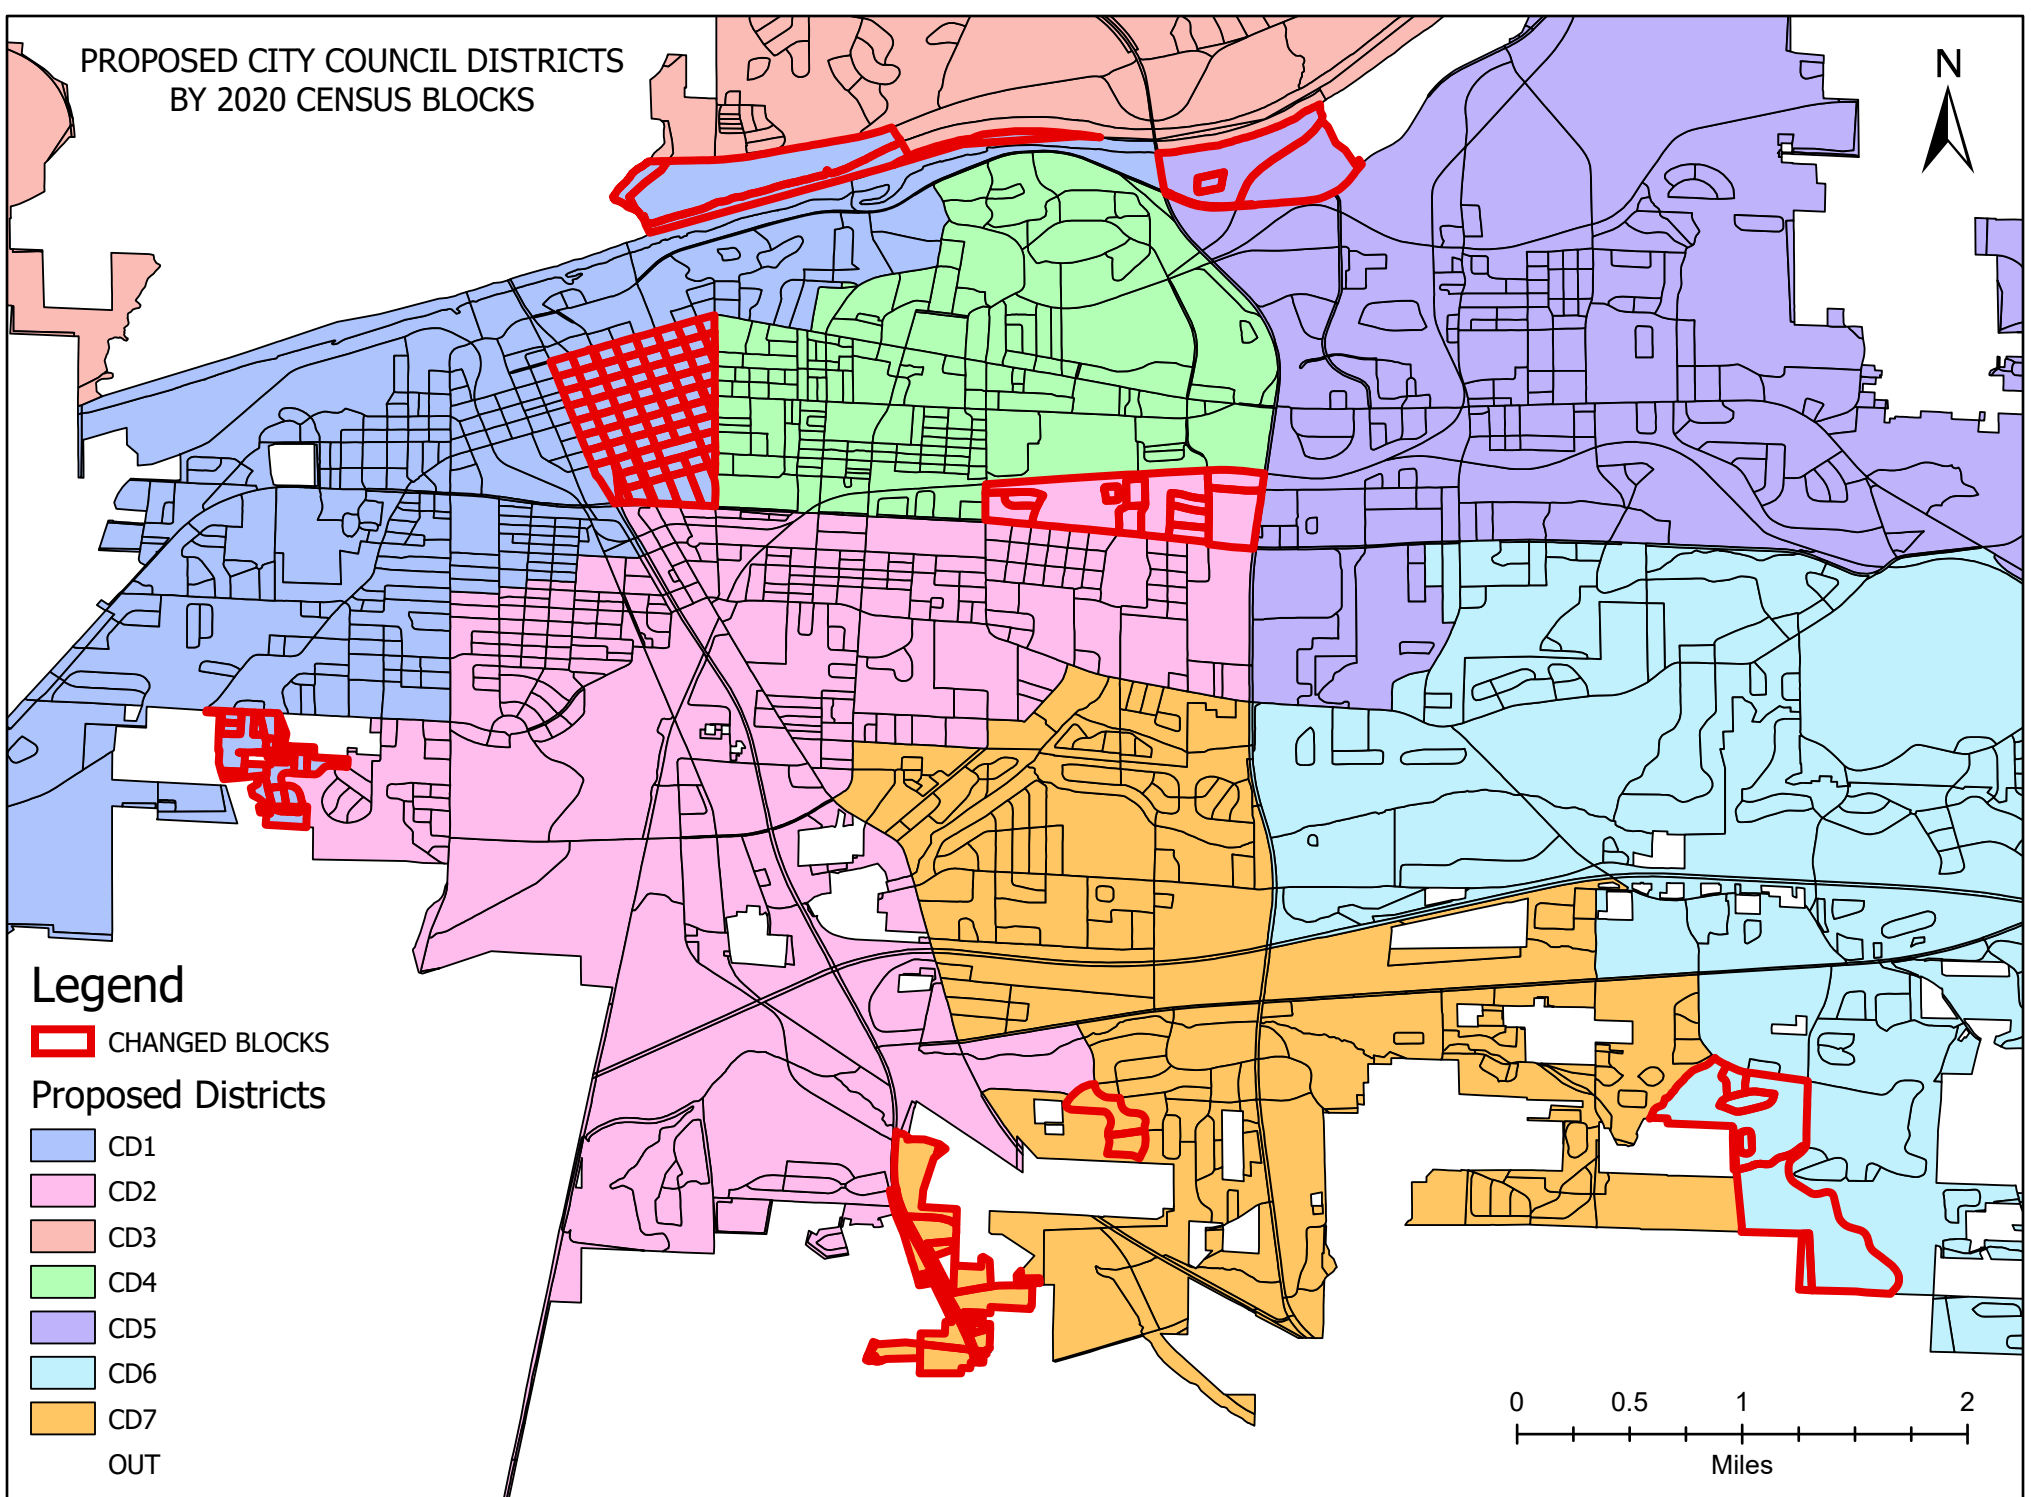 PROPOSED CITY COUNCIL DISTRICTS
BY 2020 CENSUS BLOCKS
N
Legend
CHANGED BLOCKS
Proposed Districts
CD1
CD2
CD3
CD4
CD5
CD6
CD7
OUT
0 0.5 1 2
Miles